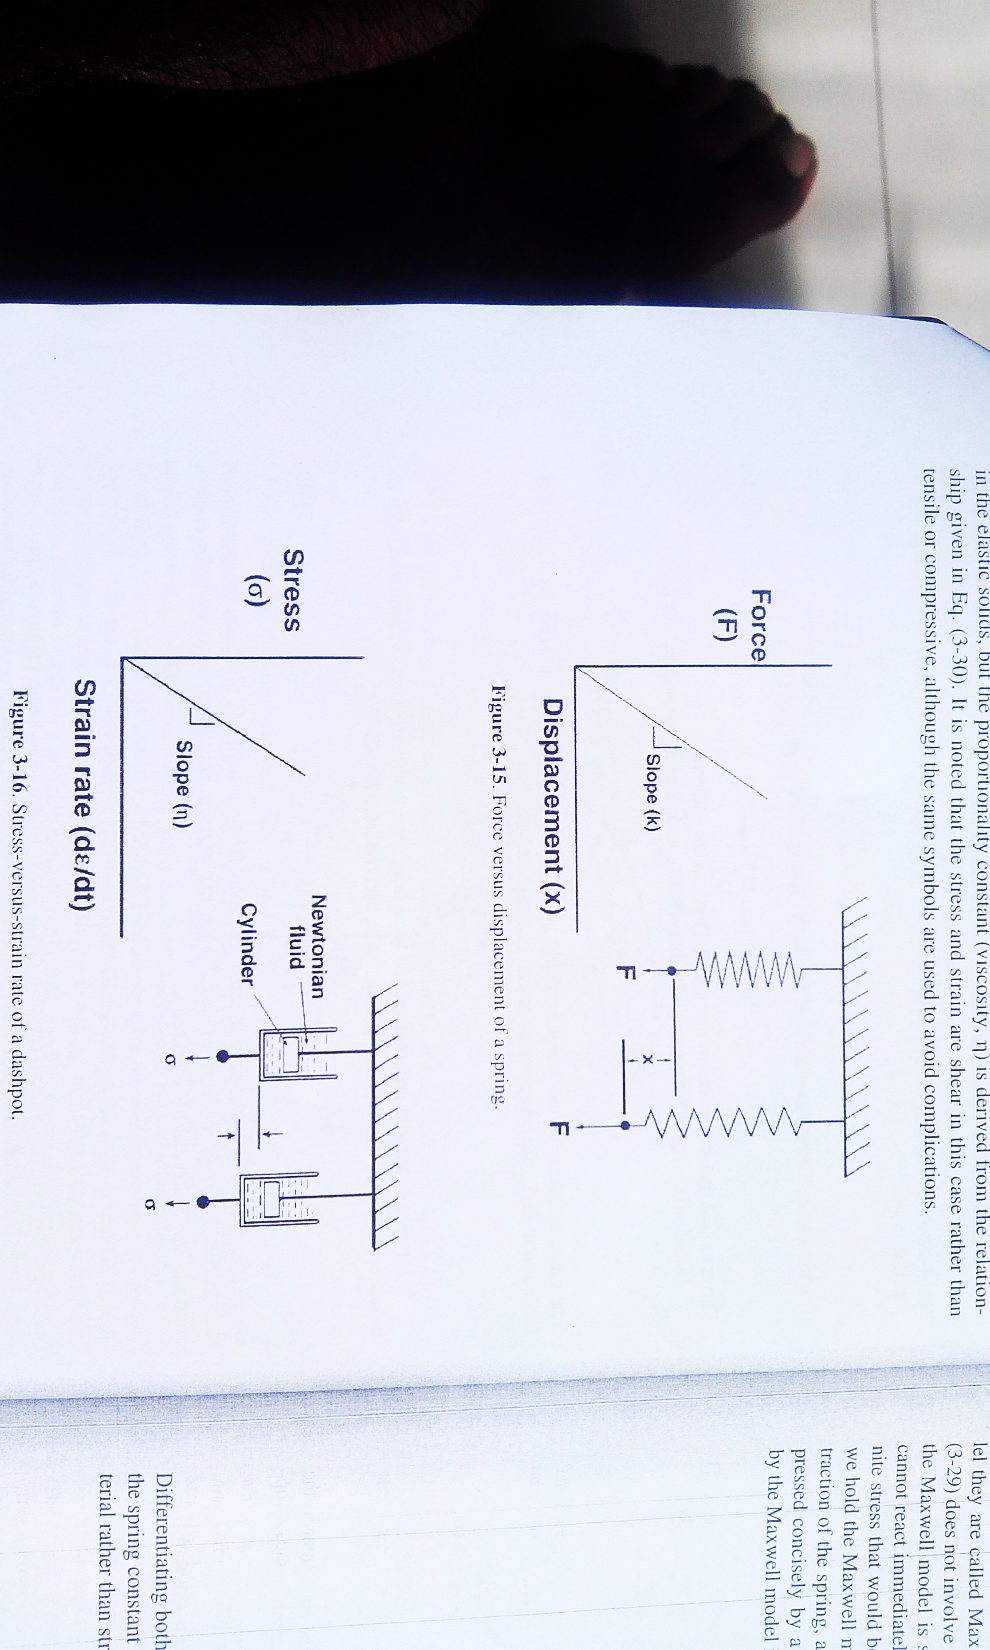 in the elastic solids, but the proportionality constant (viscosity, η) is derived from the relation-
ship given in Eq. (3-30). It is noted that the stress and strain are shear in this case rather than
tensile or compressive, although the same symbols are used to avoid complications.
Force
(F)
Slope (k)
Displacement (x)
F
x
F
Figure 3-15. Force versus displacement of a spring.
Stress
(σ)
Slope (η)
Strain rate (dε/dt)
Newtonian
fluid
Cylinder
σ
σ
Figure 3-16. Stress-versus-strain rate of a dashpot.
lel they are called Max
(3-29) does not involve
the Maxwell model is s
cannot react immediatel
nite stress that would b
we hold the Maxwell m
traction of the spring, a
pressed concisely by a
by the Maxwell model
Differentiating both
the spring constant
terial rather than str